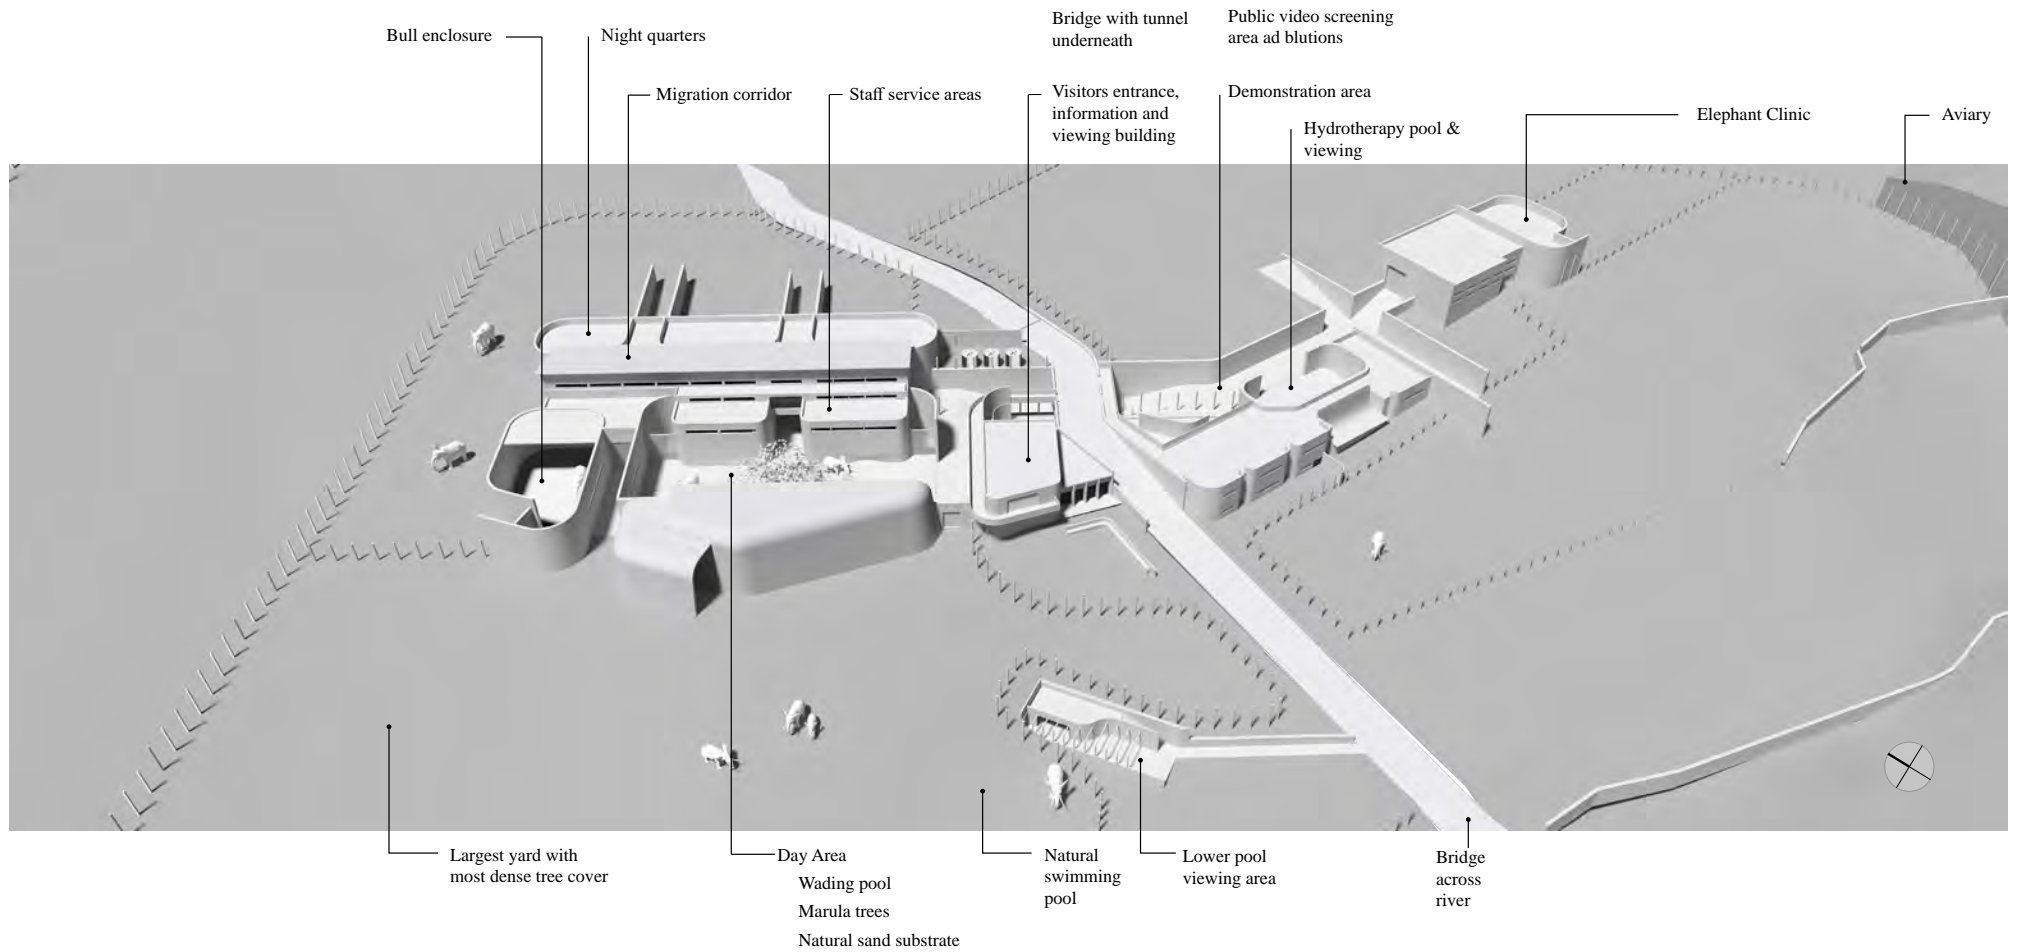 Bridge with tunnel
underneath
Public video screening
area ad blutions
Bull enclosure
Night quarters
Migration corridor
Staff service areas
Visitors entrance,
information and
viewing building
Demonstration area
Hydrotherapy pool &
viewing
Elephant Clinic
Aviary
Largest yard with
most dense tree cover
Day Area
Wading pool
Marula trees
Natural sand substrate
Natural
swimming
pool
Lower pool
viewing area
Bridge
across
river